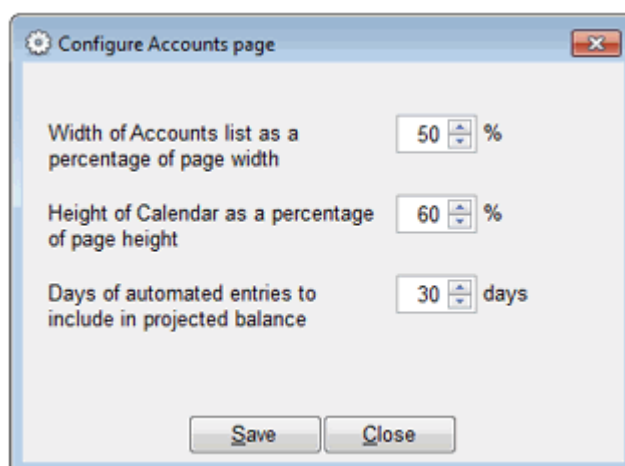 Configure Accounts page
Width of Accounts list as a
percentage of page width
50 %
Height of Calendar as a percentage
of page height
60 %
Days of automated entries to
include in projected balance
30 days
Save Close